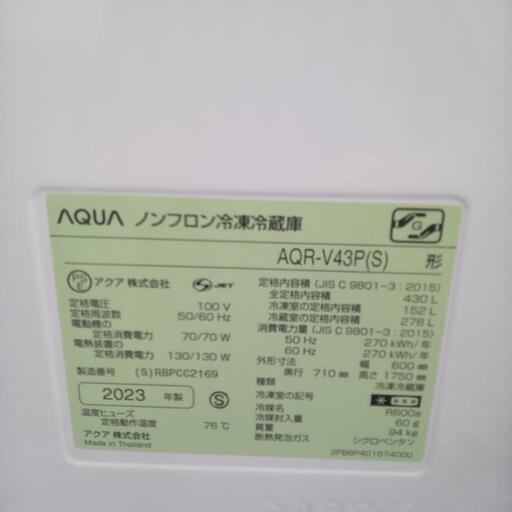 AQUA ノンフロン冷凍冷蔵庫
G
AQR-V43P(S) 形
PSE アクア 株式会社 S JET
定格電圧 100 V
定格周波数 50/60 Hz
電動機の
定格消費電力 70/70 W
電熱装置の
定格消費電力 130/130 W
製造番号 (S)RBPCC2169
2023 年製 S
温度ヒューズ
定格動作温度 76℃
アクア 株式会社
Made in Thailand
定格内容積 (JIS C 9801-3:2015)
全定格内容積 430 L
冷凍室の定格内容積 152 L
冷蔵室の定格内容積 278 L
消費電力量 (JIS C 9801-3:2015)
50 Hz 270 kWh/年
60 Hz 270 kWh/年
外形寸法 幅 600 mm
奥行 710 mm 高さ 1750 mm
種類 冷凍冷蔵庫
冷凍室の記号
冷媒 R600a
冷媒封入量 60 g
質量 94 kg
断熱発泡ガス シクロペンタン
2FB6P401574000